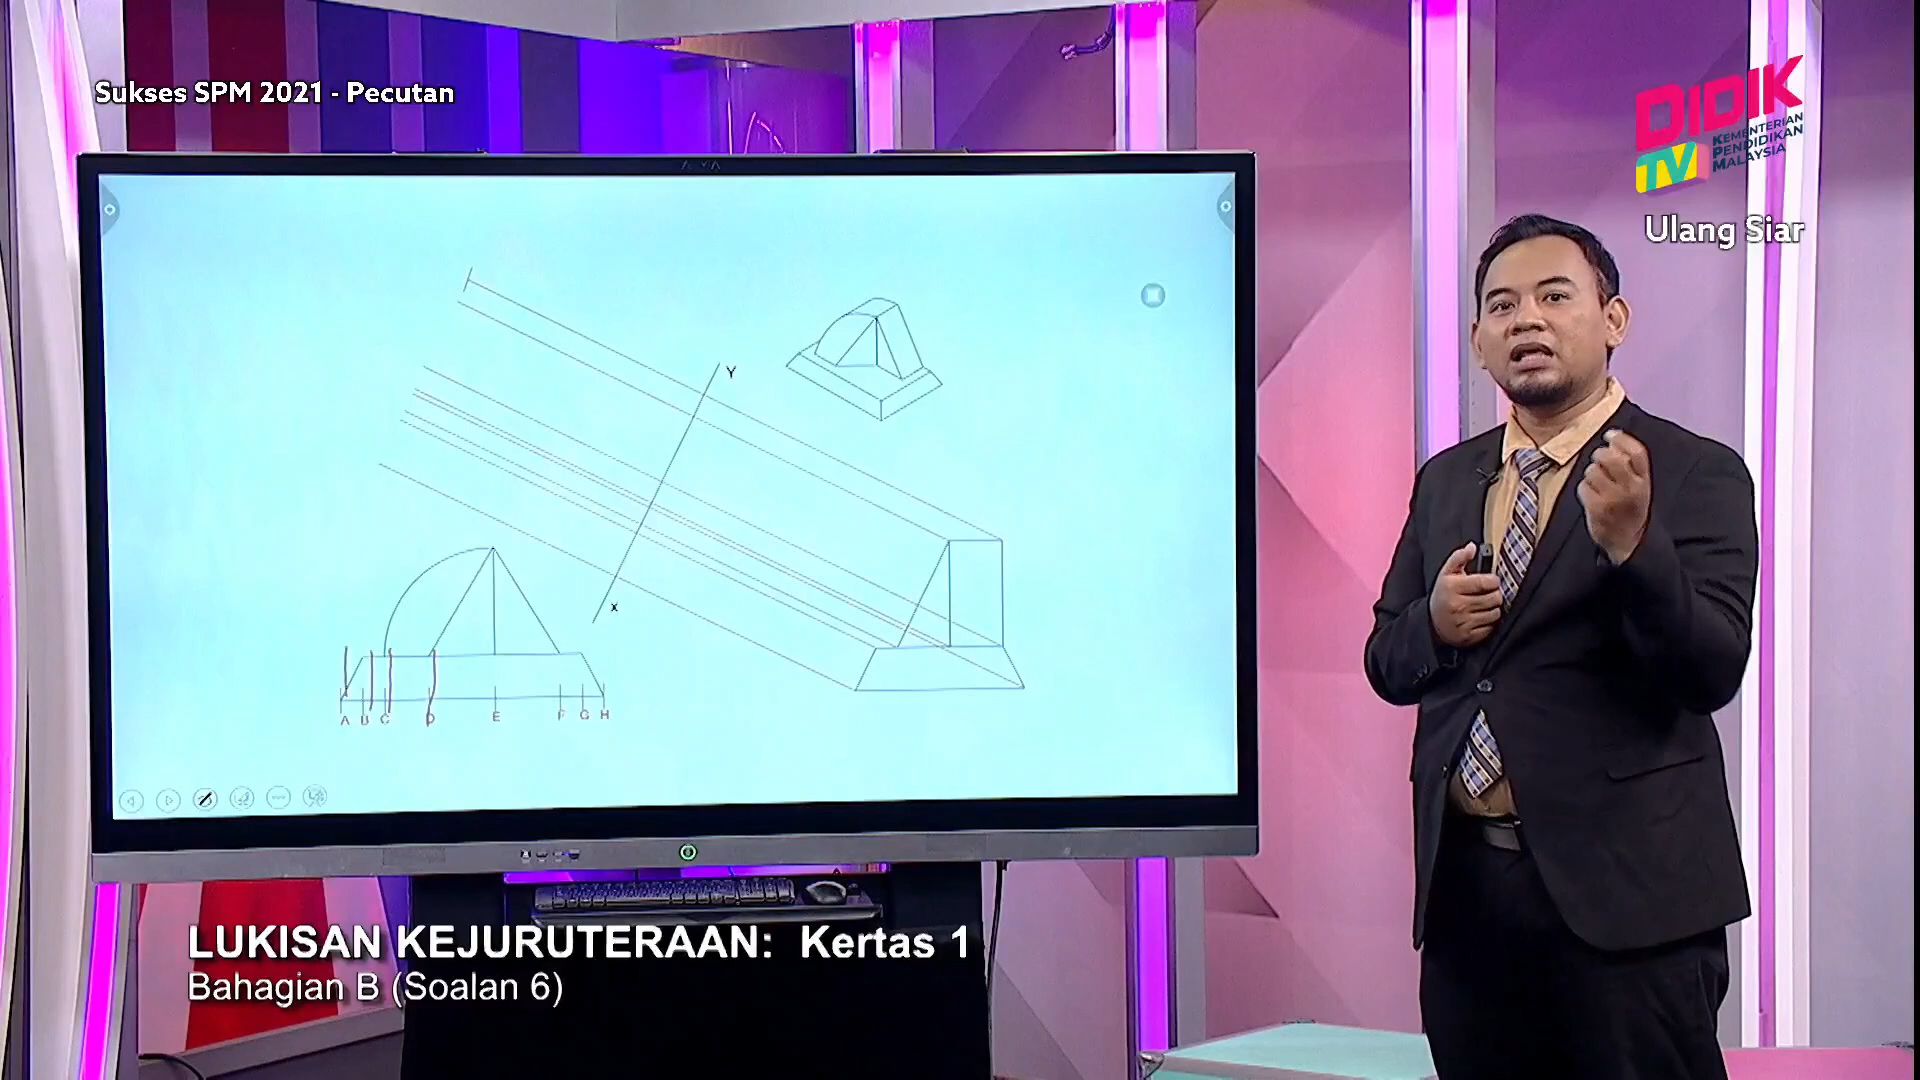 Sukses SPM 2021 - Pecutan
DIDIK
TV
KEMENTERIAN
PENDIDIKAN
MALAYSIA
Ulang Siar
Y
x
A B C D E F G H
LUKISAN KEJURUTERAAN: Kertas 1
Bahagian B (Soalan 6)